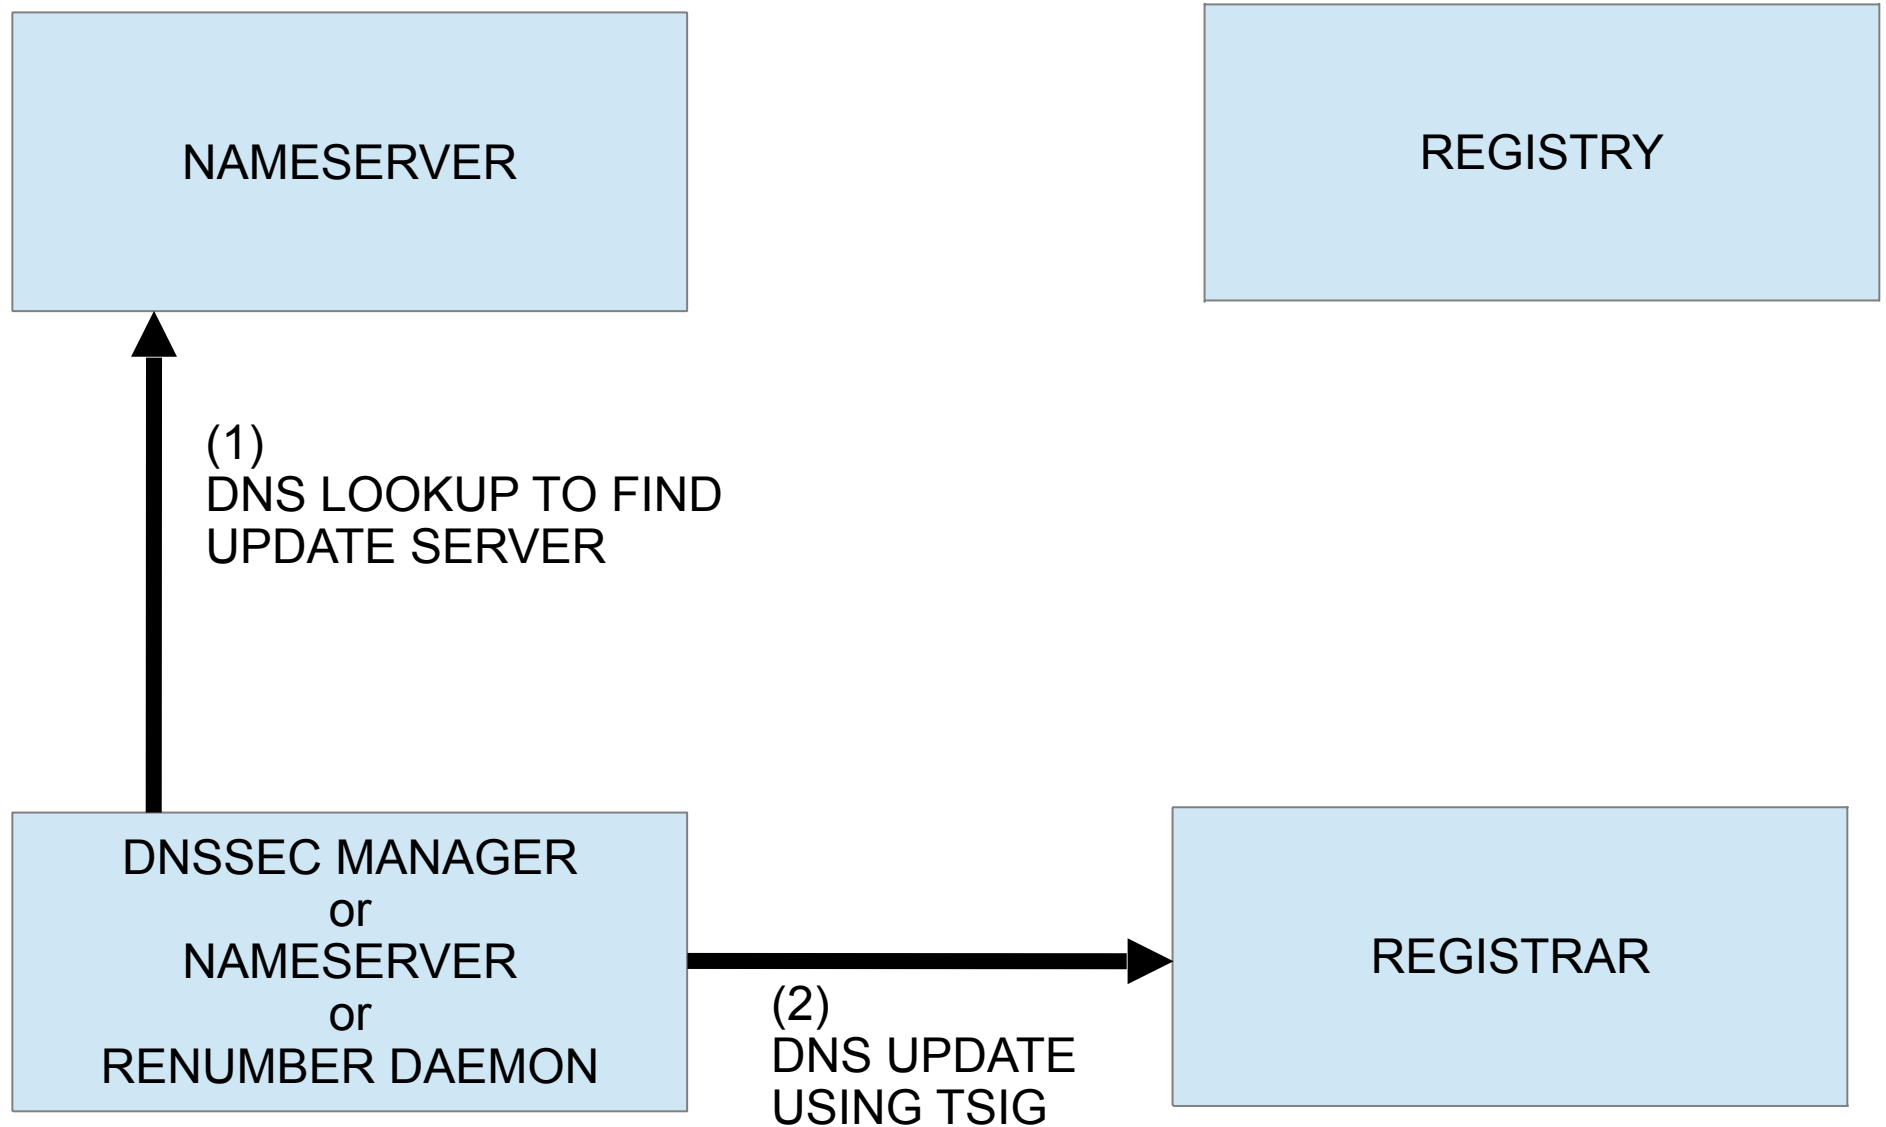 NAMESERVER
REGISTRY
(1)
DNS LOOKUP TO FIND
UPDATE SERVER
DNSSEC MANAGER
or
NAMESERVER
or
RENUMBER DAEMON
(2)
DNS UPDATE
USING TSIG
REGISTRAR